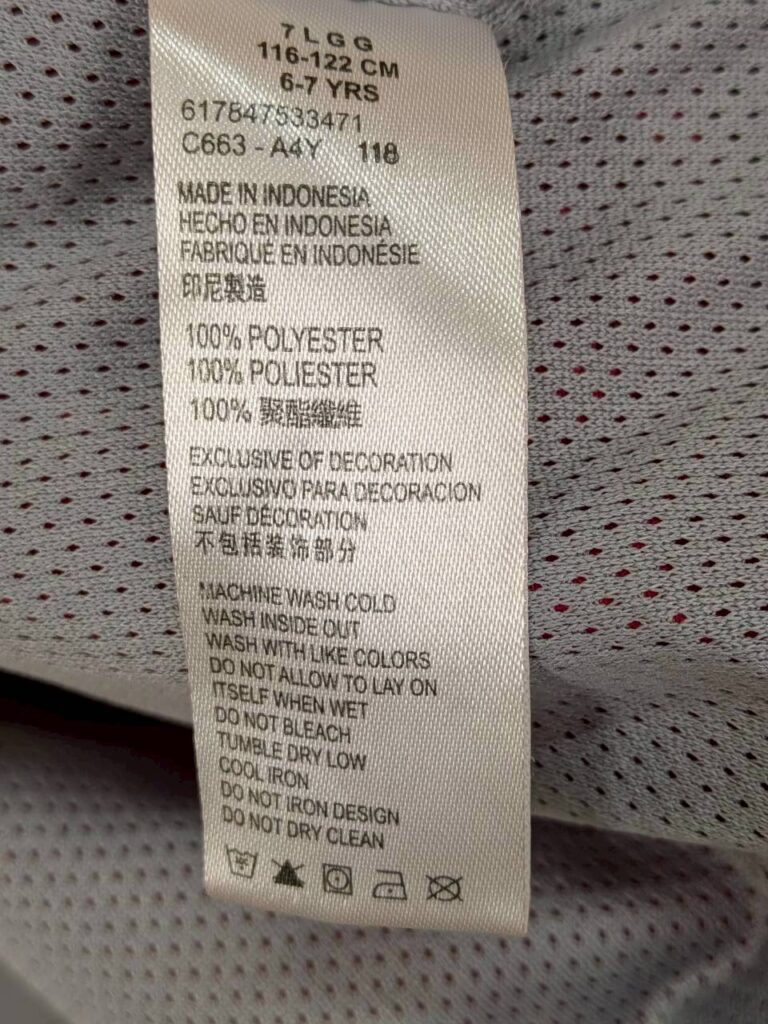 7 L G G
116-122 CM
6-7 YRS
617847533471
C663 - A4Y 118
MADE IN INDONESIA
HECHO EN INDONESIA
FABRIQUÉ EN INDONÉSIE
印尼製造
100% POLYESTER
100% POLIESTER
100% 聚酯纖維
EXCLUSIVE OF DECORATION
EXCLUSIVO PARA DECORACION
SAUF DÉCORATION
不包括装饰部分
MACHINE WASH COLD
WASH INSIDE OUT
WASH WITH LIKE COLORS
DO NOT ALLOW TO LAY ON
ITSELF WHEN WET
DO NOT BLEACH
TUMBLE DRY LOW
COOL IRON
DO NOT IRON DESIGN
DO NOT DRY CLEAN